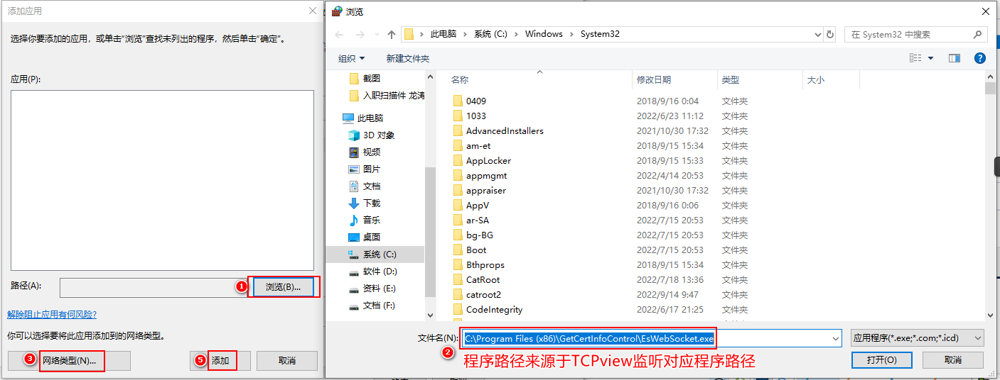 添加应用
选择你要添加的应用，或单击“浏览”查找未列出的程序，然后单击“确定”。
应用(P):
路径(A):
1
浏览(B)...
解除阻止应用有何风险?
你可以选择要将此应用添加到的网络类型。
3
网络类型(N)...
5
添加
取消
浏览
此电脑
系统 (C:)
Windows
System32
在 System32 中搜索
组织
新建文件夹
截图
入职扫描件 龙涛
此电脑
3D 对象
视频
图片
文档
下载
音乐
桌面
系统 (C:)
软件 (D:)
资料 (E:)
文档 (F:)
名称 修改日期 类型 大小
0409 2018/9/16 0:04 文件夹
1033 2022/6/23 11:12 文件夹
AdvancedInstallers 2021/10/30 17:32 文件夹
am-et 2018/9/15 15:34 文件夹
AppLocker 2018/9/15 15:33 文件夹
appmgmt 2022/4/14 20:53 文件夹
appraiser 2021/10/30 17:32 文件夹
AppV 2018/9/16 0:06 文件夹
ar-SA 2022/7/15 20:53 文件夹
bg-BG 2022/7/15 20:53 文件夹
Boot 2022/7/15 20:53 文件夹
Bthprops 2018/9/15 15:34 文件夹
CatRoot 2022/7/18 13:36 文件夹
catroot2 2022/9/14 9:47 文件夹
CodeIntegrity 2022/6/17 21:25 文件夹
文件名(N):
C:\Program Files (x86)\GetCertInfoControl\EsWebSocket.exe
应用程序(*.exe;*.com;*.icd)
2
程序路径来源于TCPview监听对应程序路径
打开(O)
取消